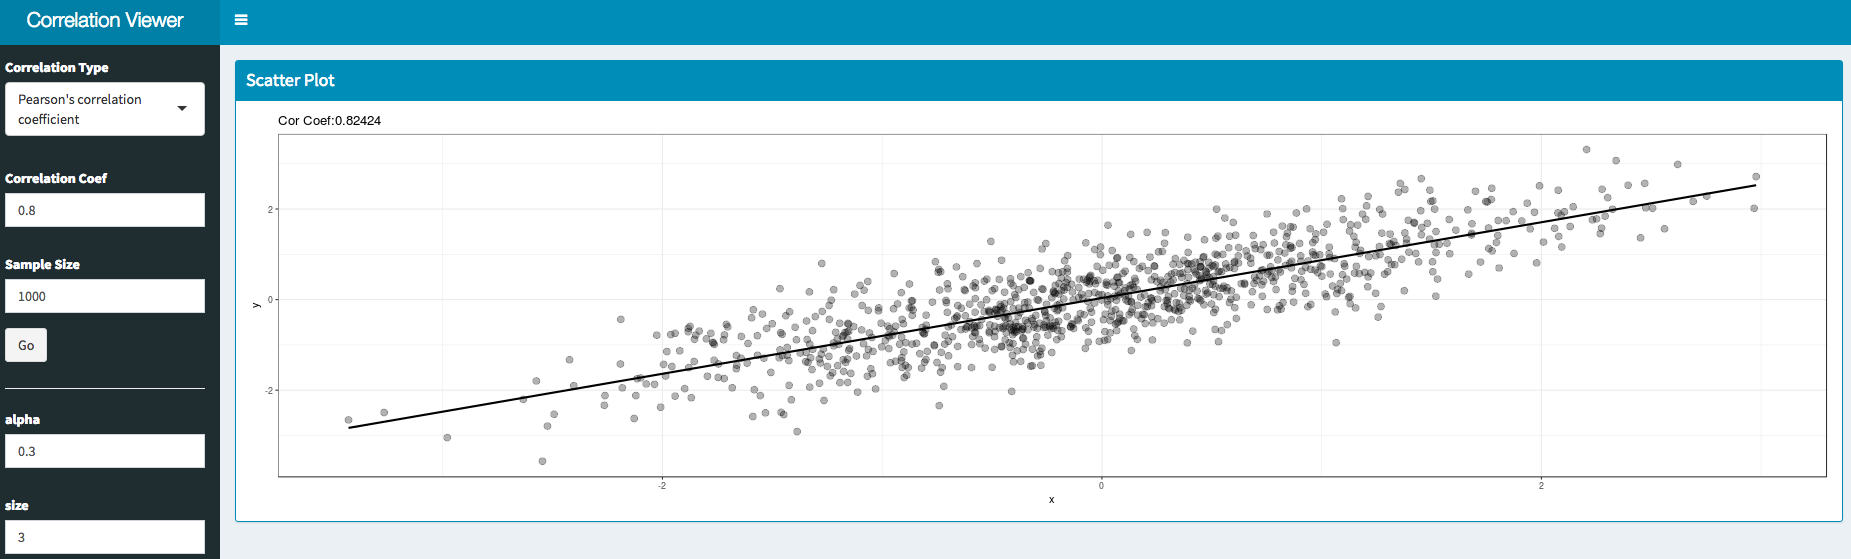 Correlation Viewer
Correlation Type
Pearson's correlation
coefficient
Correlation Coef
0.8
Sample Size
1000
Go
alpha
0.3
size
3
Scatter Plot
Cor Coef:0.82424
y
2
0
-2
-2
0
2
x